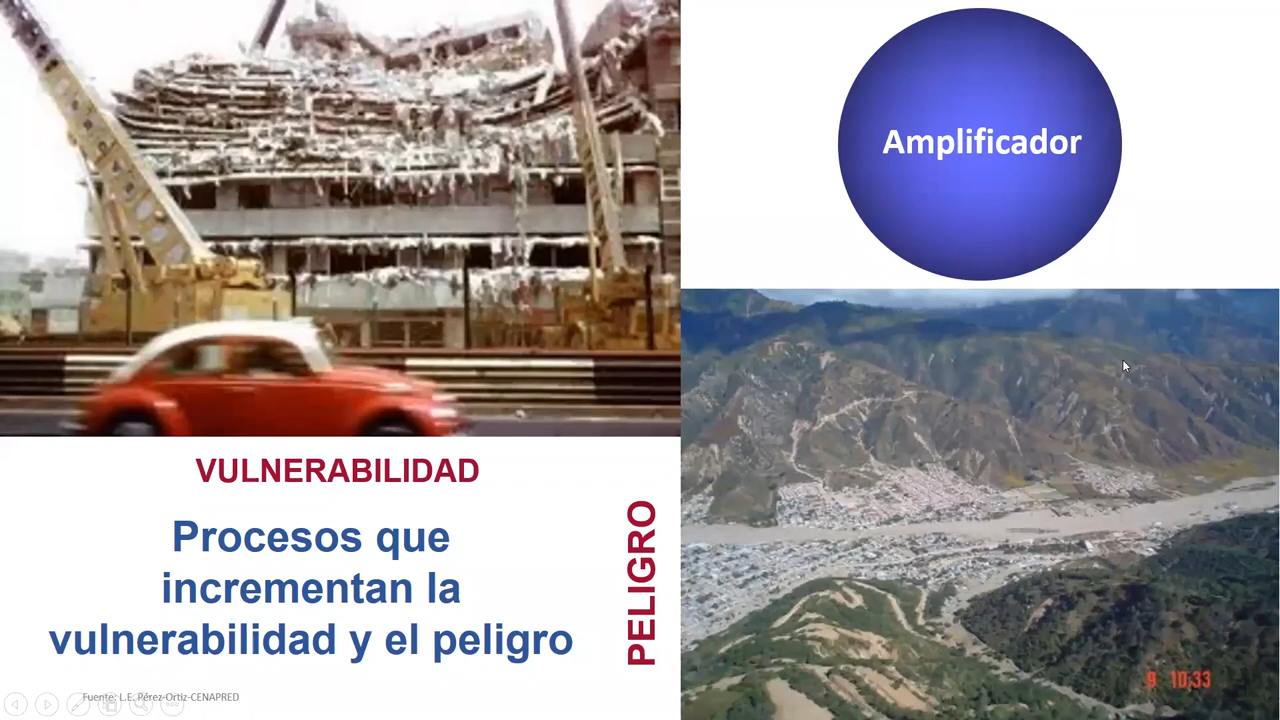 Amplificador
VULNERABILIDAD
Procesos que
incrementan la
vulnerabilidad y el peligro
PELIGRO
Fuente: L.E. Pérez-Ortiz-CENAPRED
9 10:33